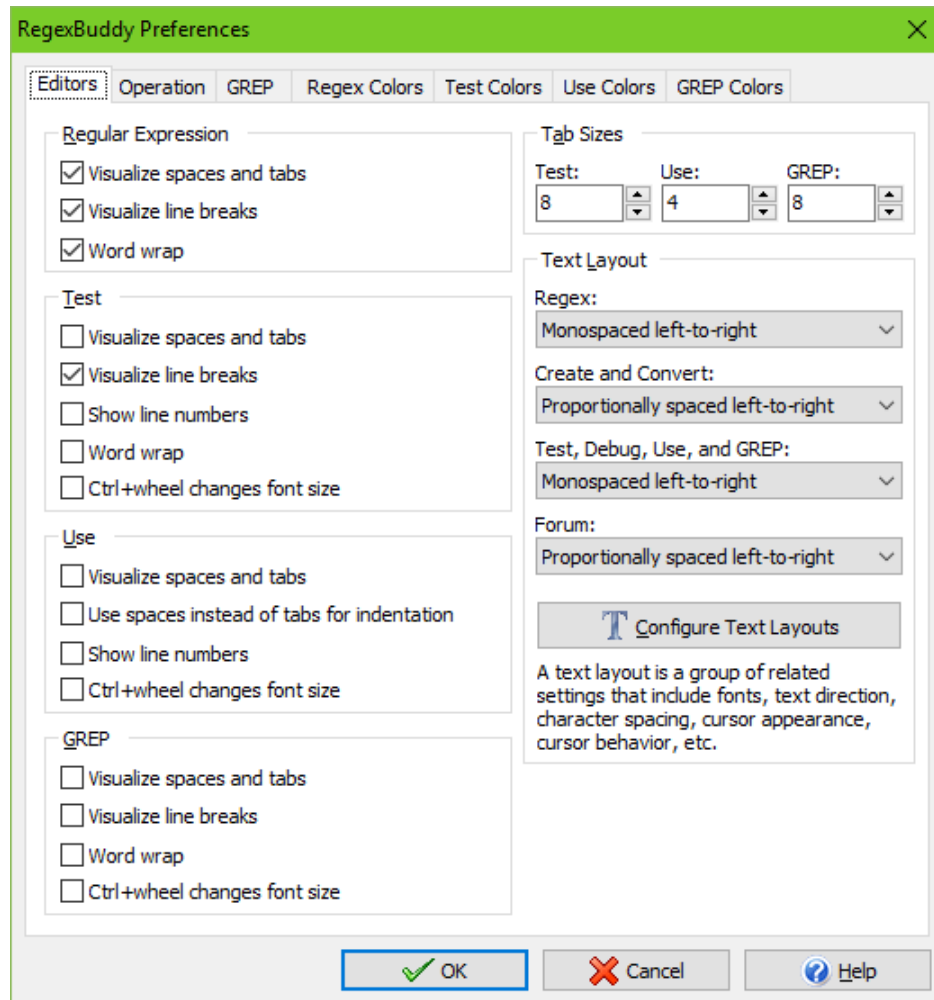 RegexBuddy Preferences
Editors Operation GREP Regex Colors Test Colors Use Colors GREP Colors
Regular Expression
Visualize spaces and tabs
Visualize line breaks
Word wrap
Test
Visualize spaces and tabs
Visualize line breaks
Show line numbers
Word wrap
Ctrl+wheel changes font size
Use
Visualize spaces and tabs
Use spaces instead of tabs for indentation
Show line numbers
Ctrl+wheel changes font size
GREP
Visualize spaces and tabs
Visualize line breaks
Word wrap
Ctrl+wheel changes font size
Tab Sizes
Test: Use: GREP:
8 4 8
Text Layout
Regex:
Monospaced left-to-right
Create and Convert:
Proportionally spaced left-to-right
Test, Debug, Use, and GREP:
Monospaced left-to-right
Forum:
Proportionally spaced left-to-right
Configure Text Layouts
A text layout is a group of related
settings that include fonts, text direction,
character spacing, cursor appearance,
cursor behavior, etc.
OK Cancel Help